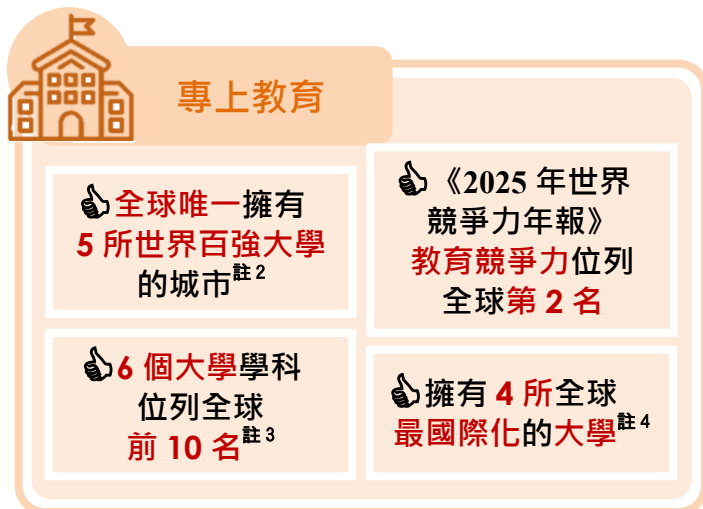 專上教育
全球唯一擁有
5 所世界百強大學
的城市註2
《2025 年世界
競爭力年報》
教育競爭力位列
全球第 2 名
6 個大學學科
位列全球
前 10 名註3
擁有 4 所全球
最國際化的大學註4